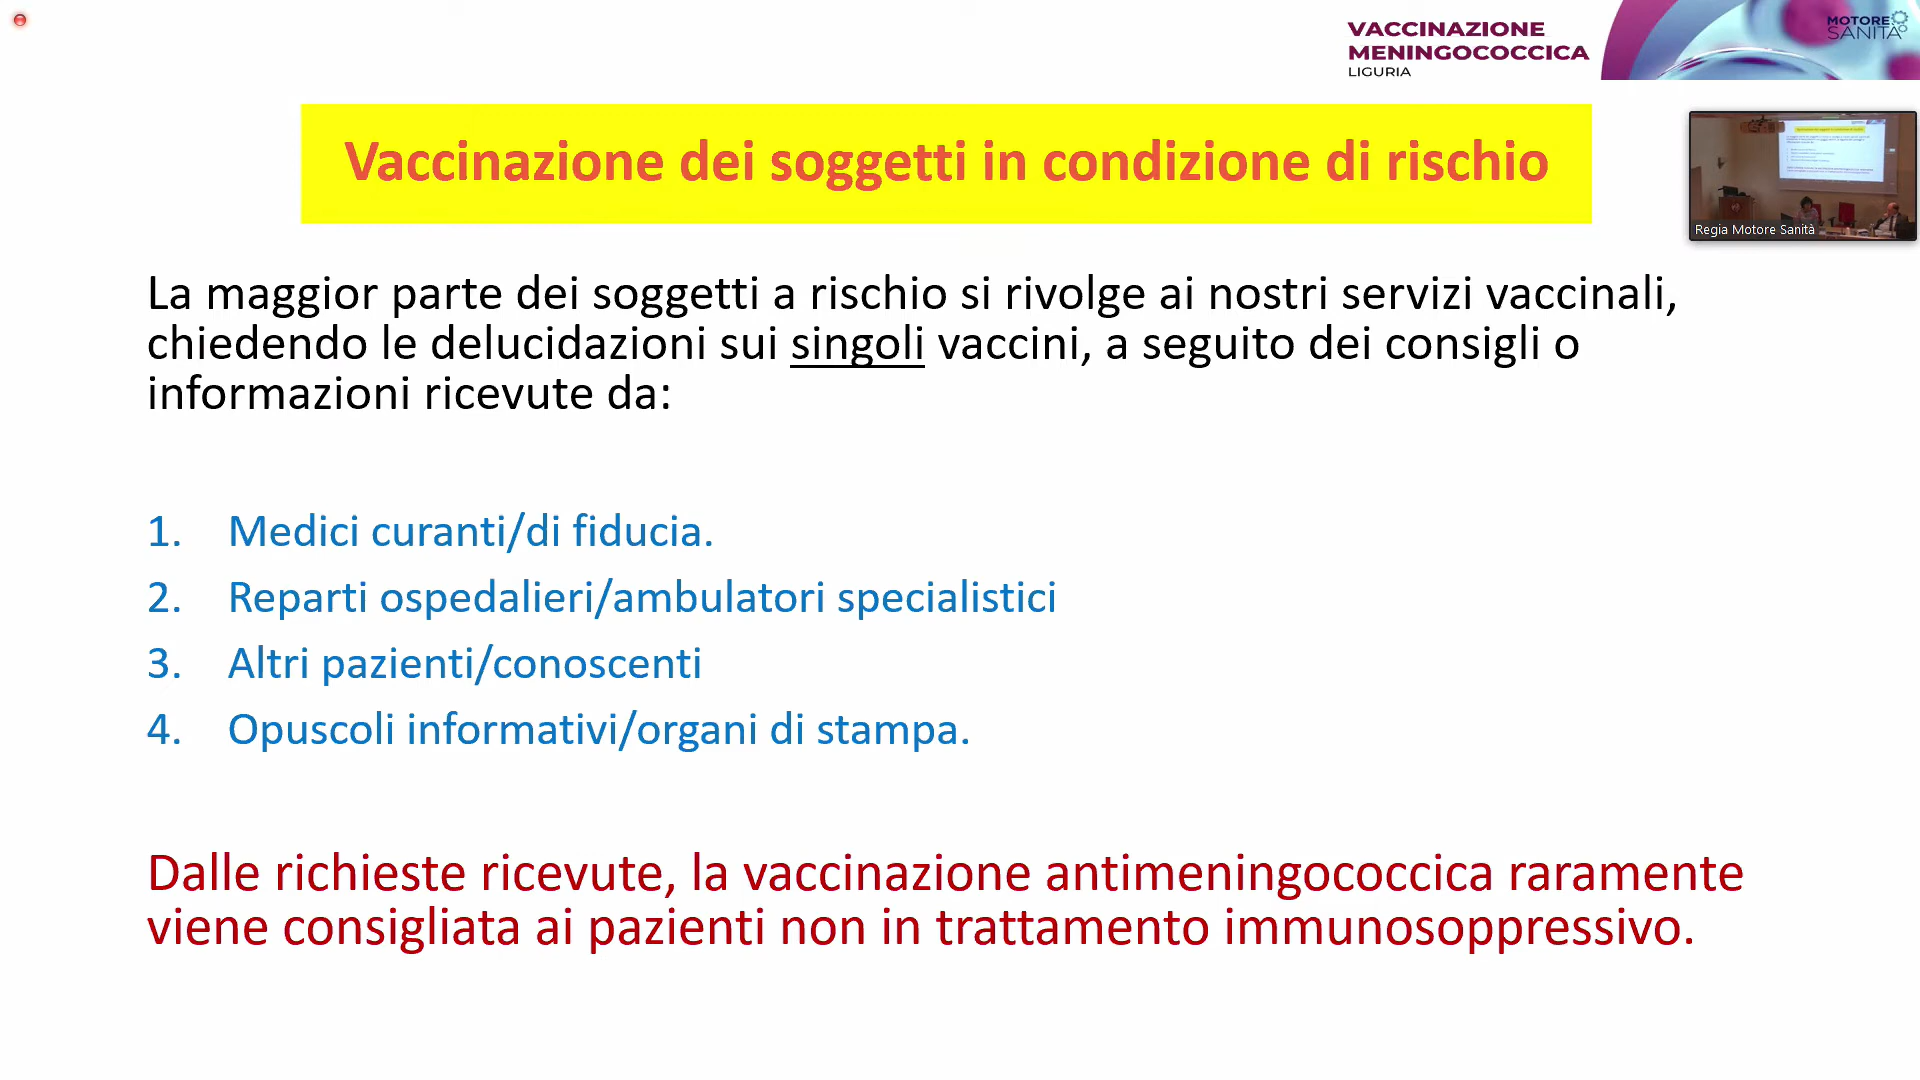 VACCINAZIONE
MENINGOCOCCICA
LIGURIA
MOTORE
SANITÀ
Vaccinazione dei soggetti in condizione di rischio
Regia Motore Sanità
La maggior parte dei soggetti a rischio si rivolge ai nostri servizi vaccinali,
chiedendo le delucidazioni sui singoli vaccini, a seguito dei consigli o
informazioni ricevute da:
1. Medici curanti/di fiducia.
2. Reparti ospedalieri/ambulatori specialistici
3. Altri pazienti/conoscenti
4. Opuscoli informativi/organi di stampa.
Dalle richieste ricevute, la vaccinazione antimeningococcica raramente
viene consigliata ai pazienti non in trattamento immunosoppressivo.